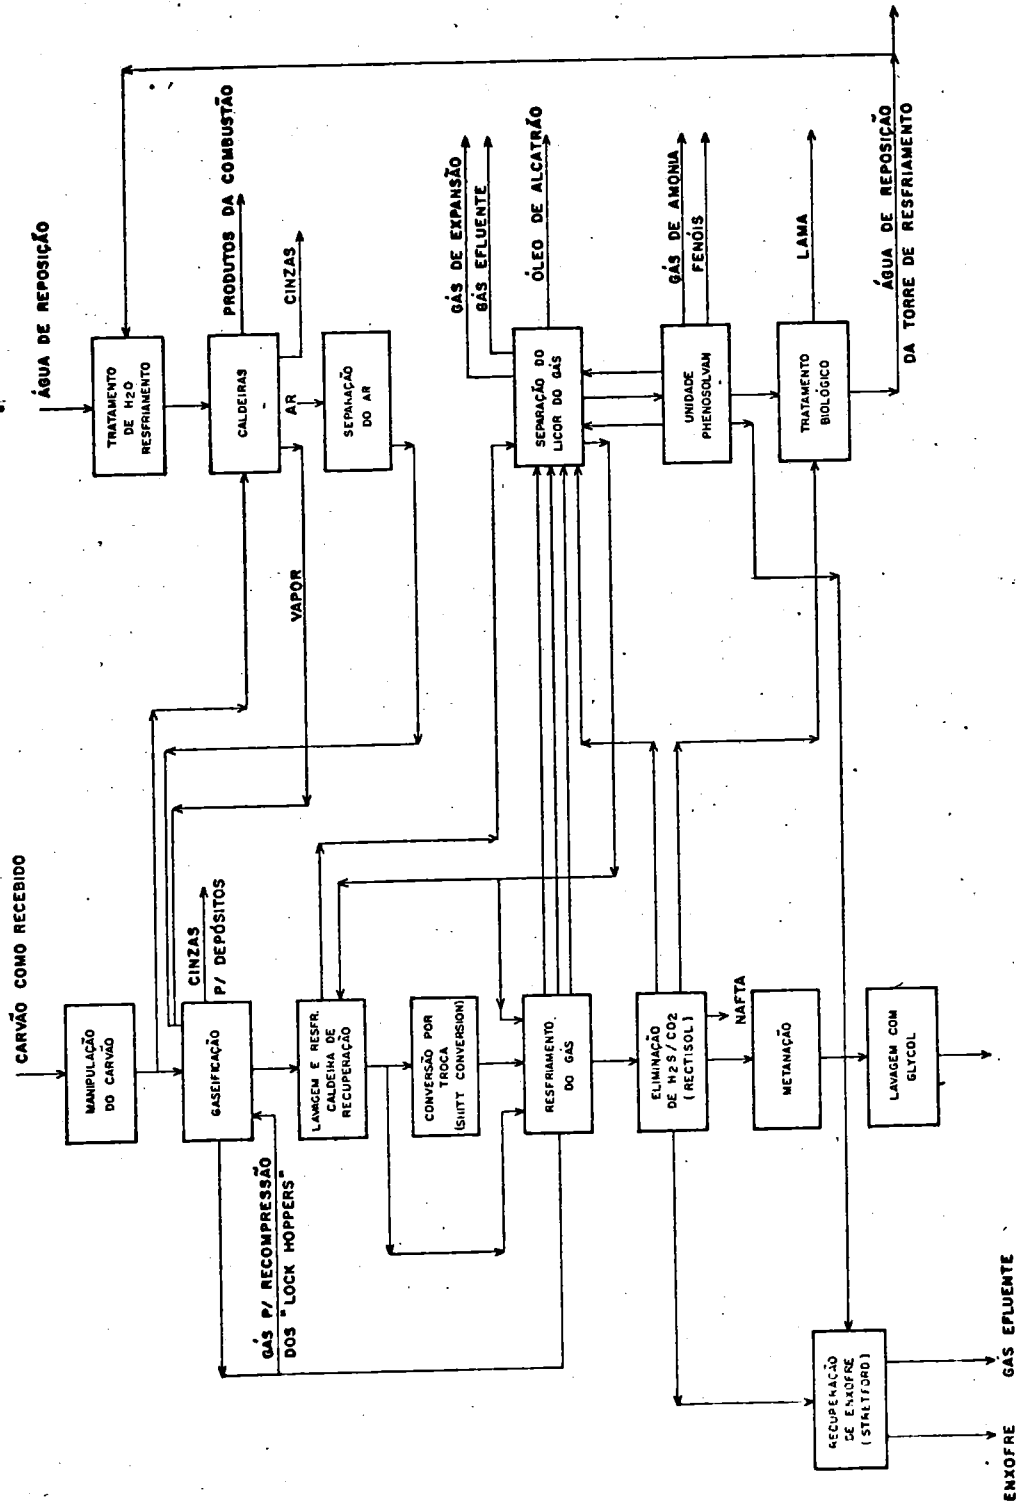 ÁGUA DE REPOSIÇÃO
TRATAMENTO
DE H2O
RESFRIAMENTO
PRODUTOS DA COMBUSTÃO
CALDEIRAS
CINZAS
AR
SEPARAÇÃO
DO AR
VAPOR
CARVÃO COMO RECEBIDO
MANIPULAÇÃO
DO CARVÃO
CINZAS
P/ DEPÓSITOS
GASEIFICAÇÃO
GÁS P/ RECOMPRESSÃO
DOS "LOCK HOPPERS"
LAVAGEM E RESFR.
CALDEIRA DE
RECUPERAÇÃO
CONVERSÃO POR
TROCA
(SHITT CONVERSION)
RESFRIAMENTO
DO GÁS
GÁS DE EXPANSÃO
GÁS EFLUENTE
ÓLEO DE ALCATRÃO
SEPARAÇÃO DO
LICOR DO GÁS
GÁS DE AMONIA
FENÓIS
UNIDADE
PHENOSOLVAN
LAMA
TRATAMENTO
BIOLÓGICO
ÁGUA DE REPOSIÇÃO
DA TORRE DE RESFRIAMENTO
ELIMINAÇÃO
DE H2S/CO2
(RECTISOL)
NAFTA
METANAÇÃO
LAVAGEM COM
GLYCOL
RECUPERAÇÃO
DE ENXOFRE
(STRETFORD)
ENXOFRE
GÁS EFLUENTE